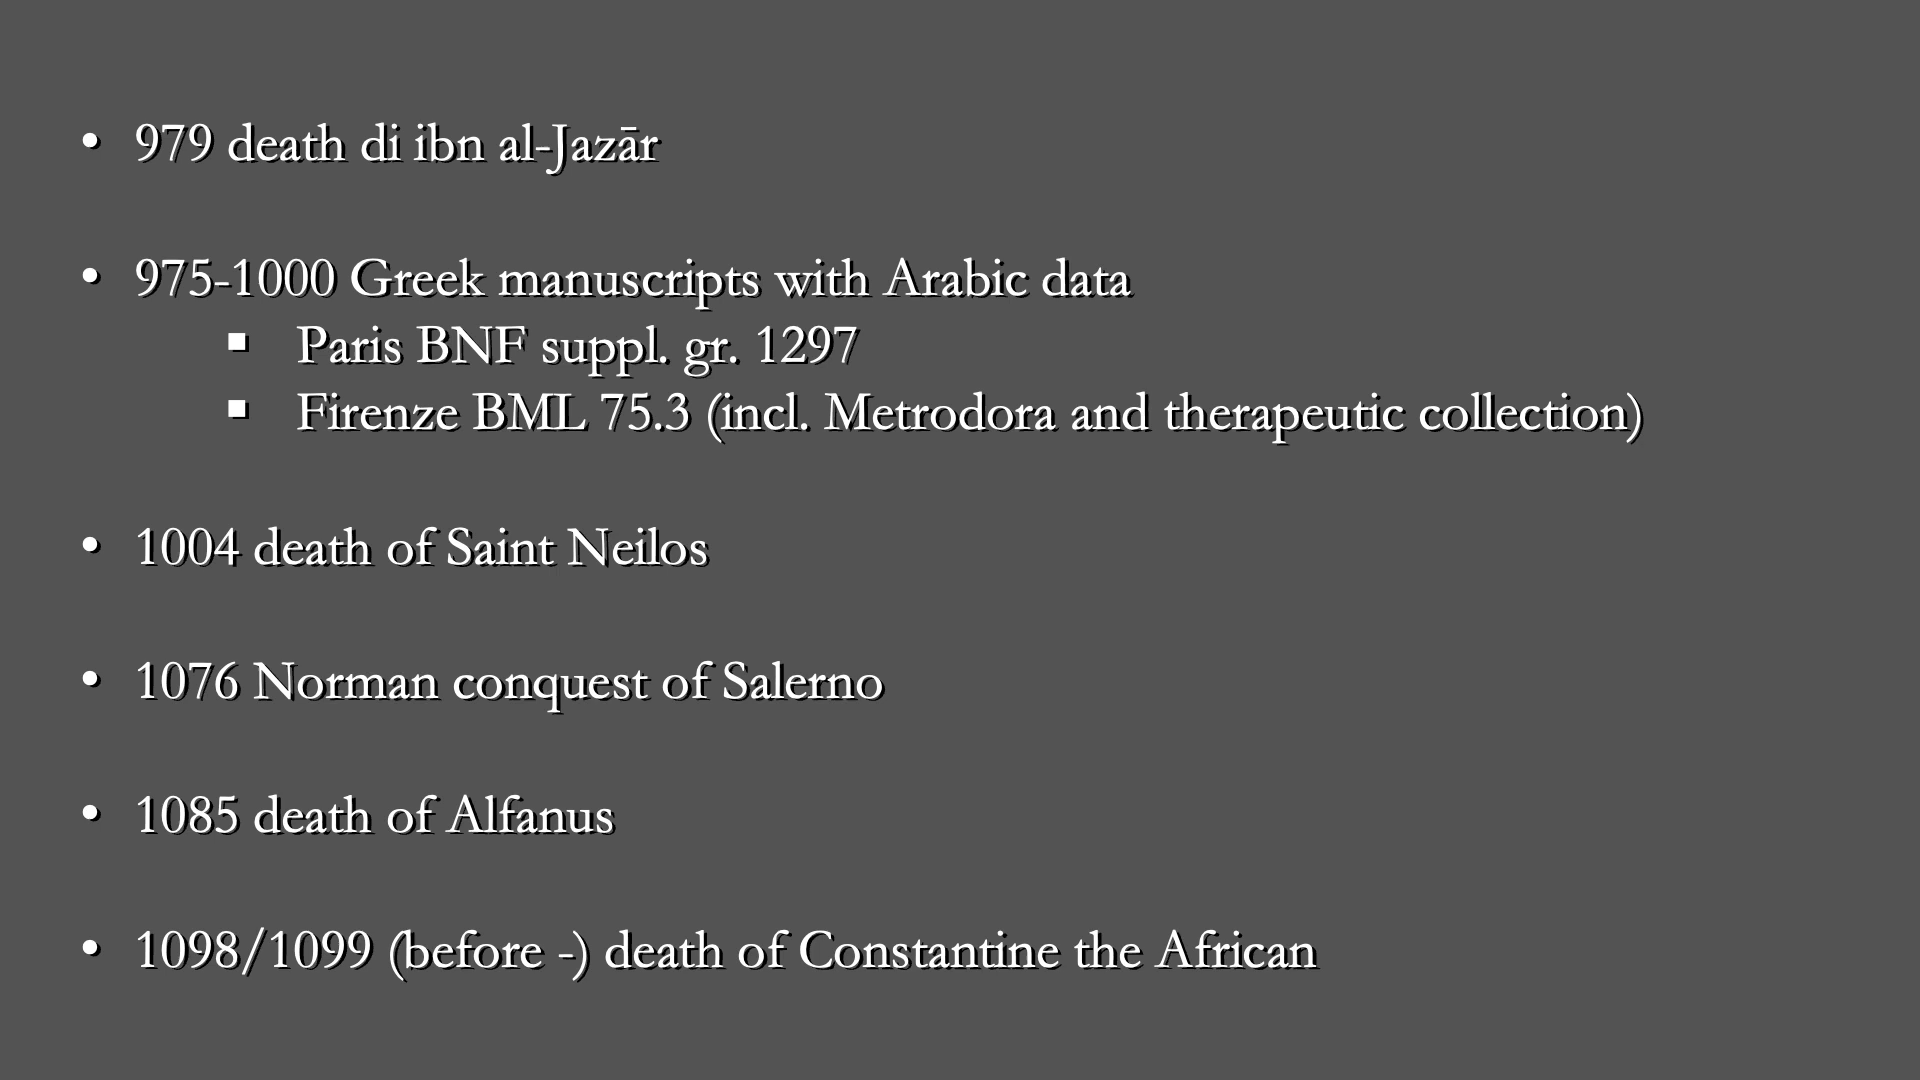 • 979 death di ibn al-Jazār
• 975-1000 Greek manuscripts with Arabic data
▪ Paris BNF suppl. gr. 1297
▪ Firenze BML 75.3 (incl. Metrodora and therapeutic collection)
• 1004 death of Saint Neilos
• 1076 Norman conquest of Salerno
• 1085 death of Alfanus
• 1098/1099 (before -) death of Constantine the African